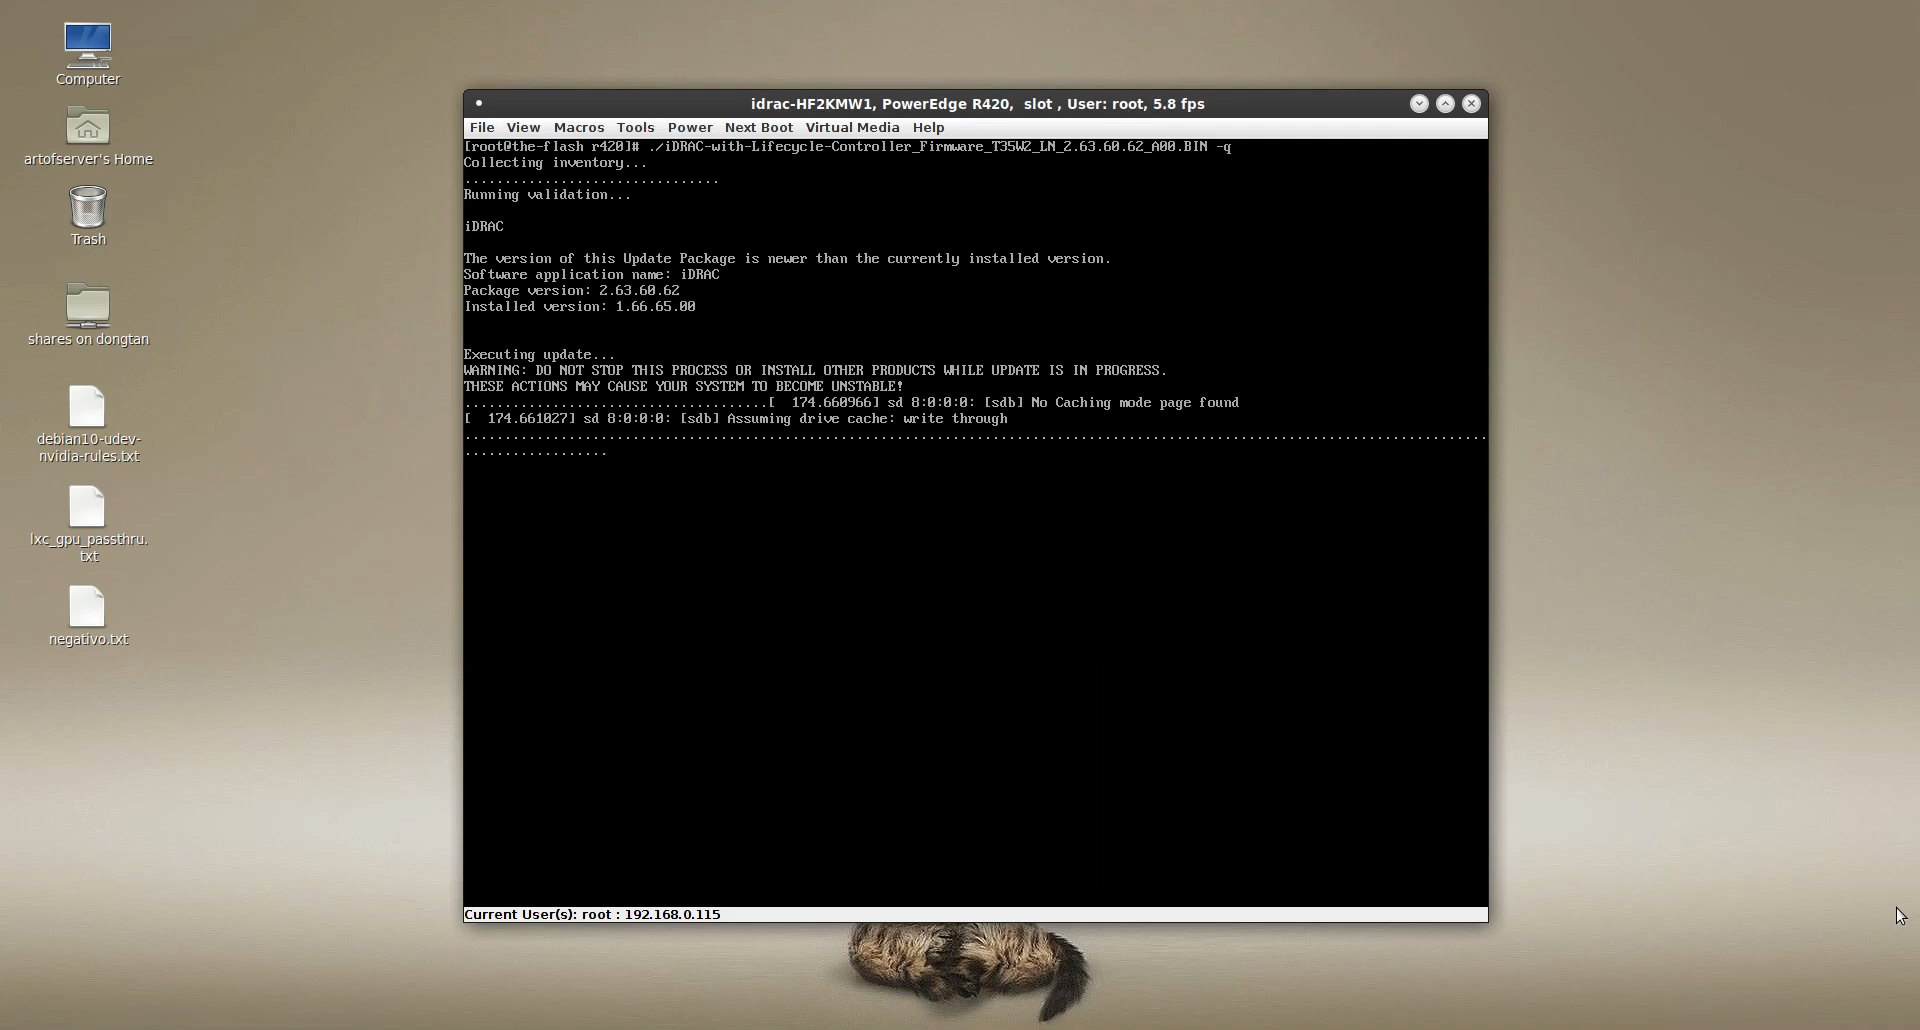 Computer
artofserver's Home
Trash
shares on dongtan
debian10-udev-
nvidia-rules.txt
lxc_gpu_passthru.
txt
negativo.txt
idrac-HF2KMW1, PowerEdge R420,  slot , User: root, 5.8 fps
File View Macros Tools Power Next Boot Virtual Media Help
[root@the-flash r420]# ./iDRAC-with-Lifecycle-Controller_Firmware_T35W2_LN_2.63.60.62_A00.BIN -q
Collecting inventory...
................................
Running validation...
iDRAC
The version of this Update Package is newer than the currently installed version.
Software application name: iDRAC
Package version: 2.63.60.62
Installed version: 1.66.65.00
Executing update...
WARNING: DO NOT STOP THIS PROCESS OR INSTALL OTHER PRODUCTS WHILE UPDATE IS IN PROGRESS.
THESE ACTIONS MAY CAUSE YOUR SYSTEM TO BECOME UNSTABLE!
......................................[  174.660966] sd 8:0:0:0: [sdb] No Caching mode page found
[  174.661027] sd 8:0:0:0: [sdb] Assuming drive cache: write through
................................................................................................................................
..................
Current User(s): root : 192.168.0.115